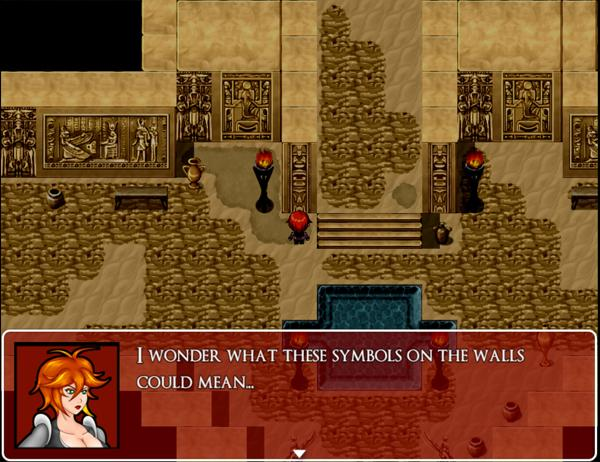 I wonder what these symbols on the walls
could mean...